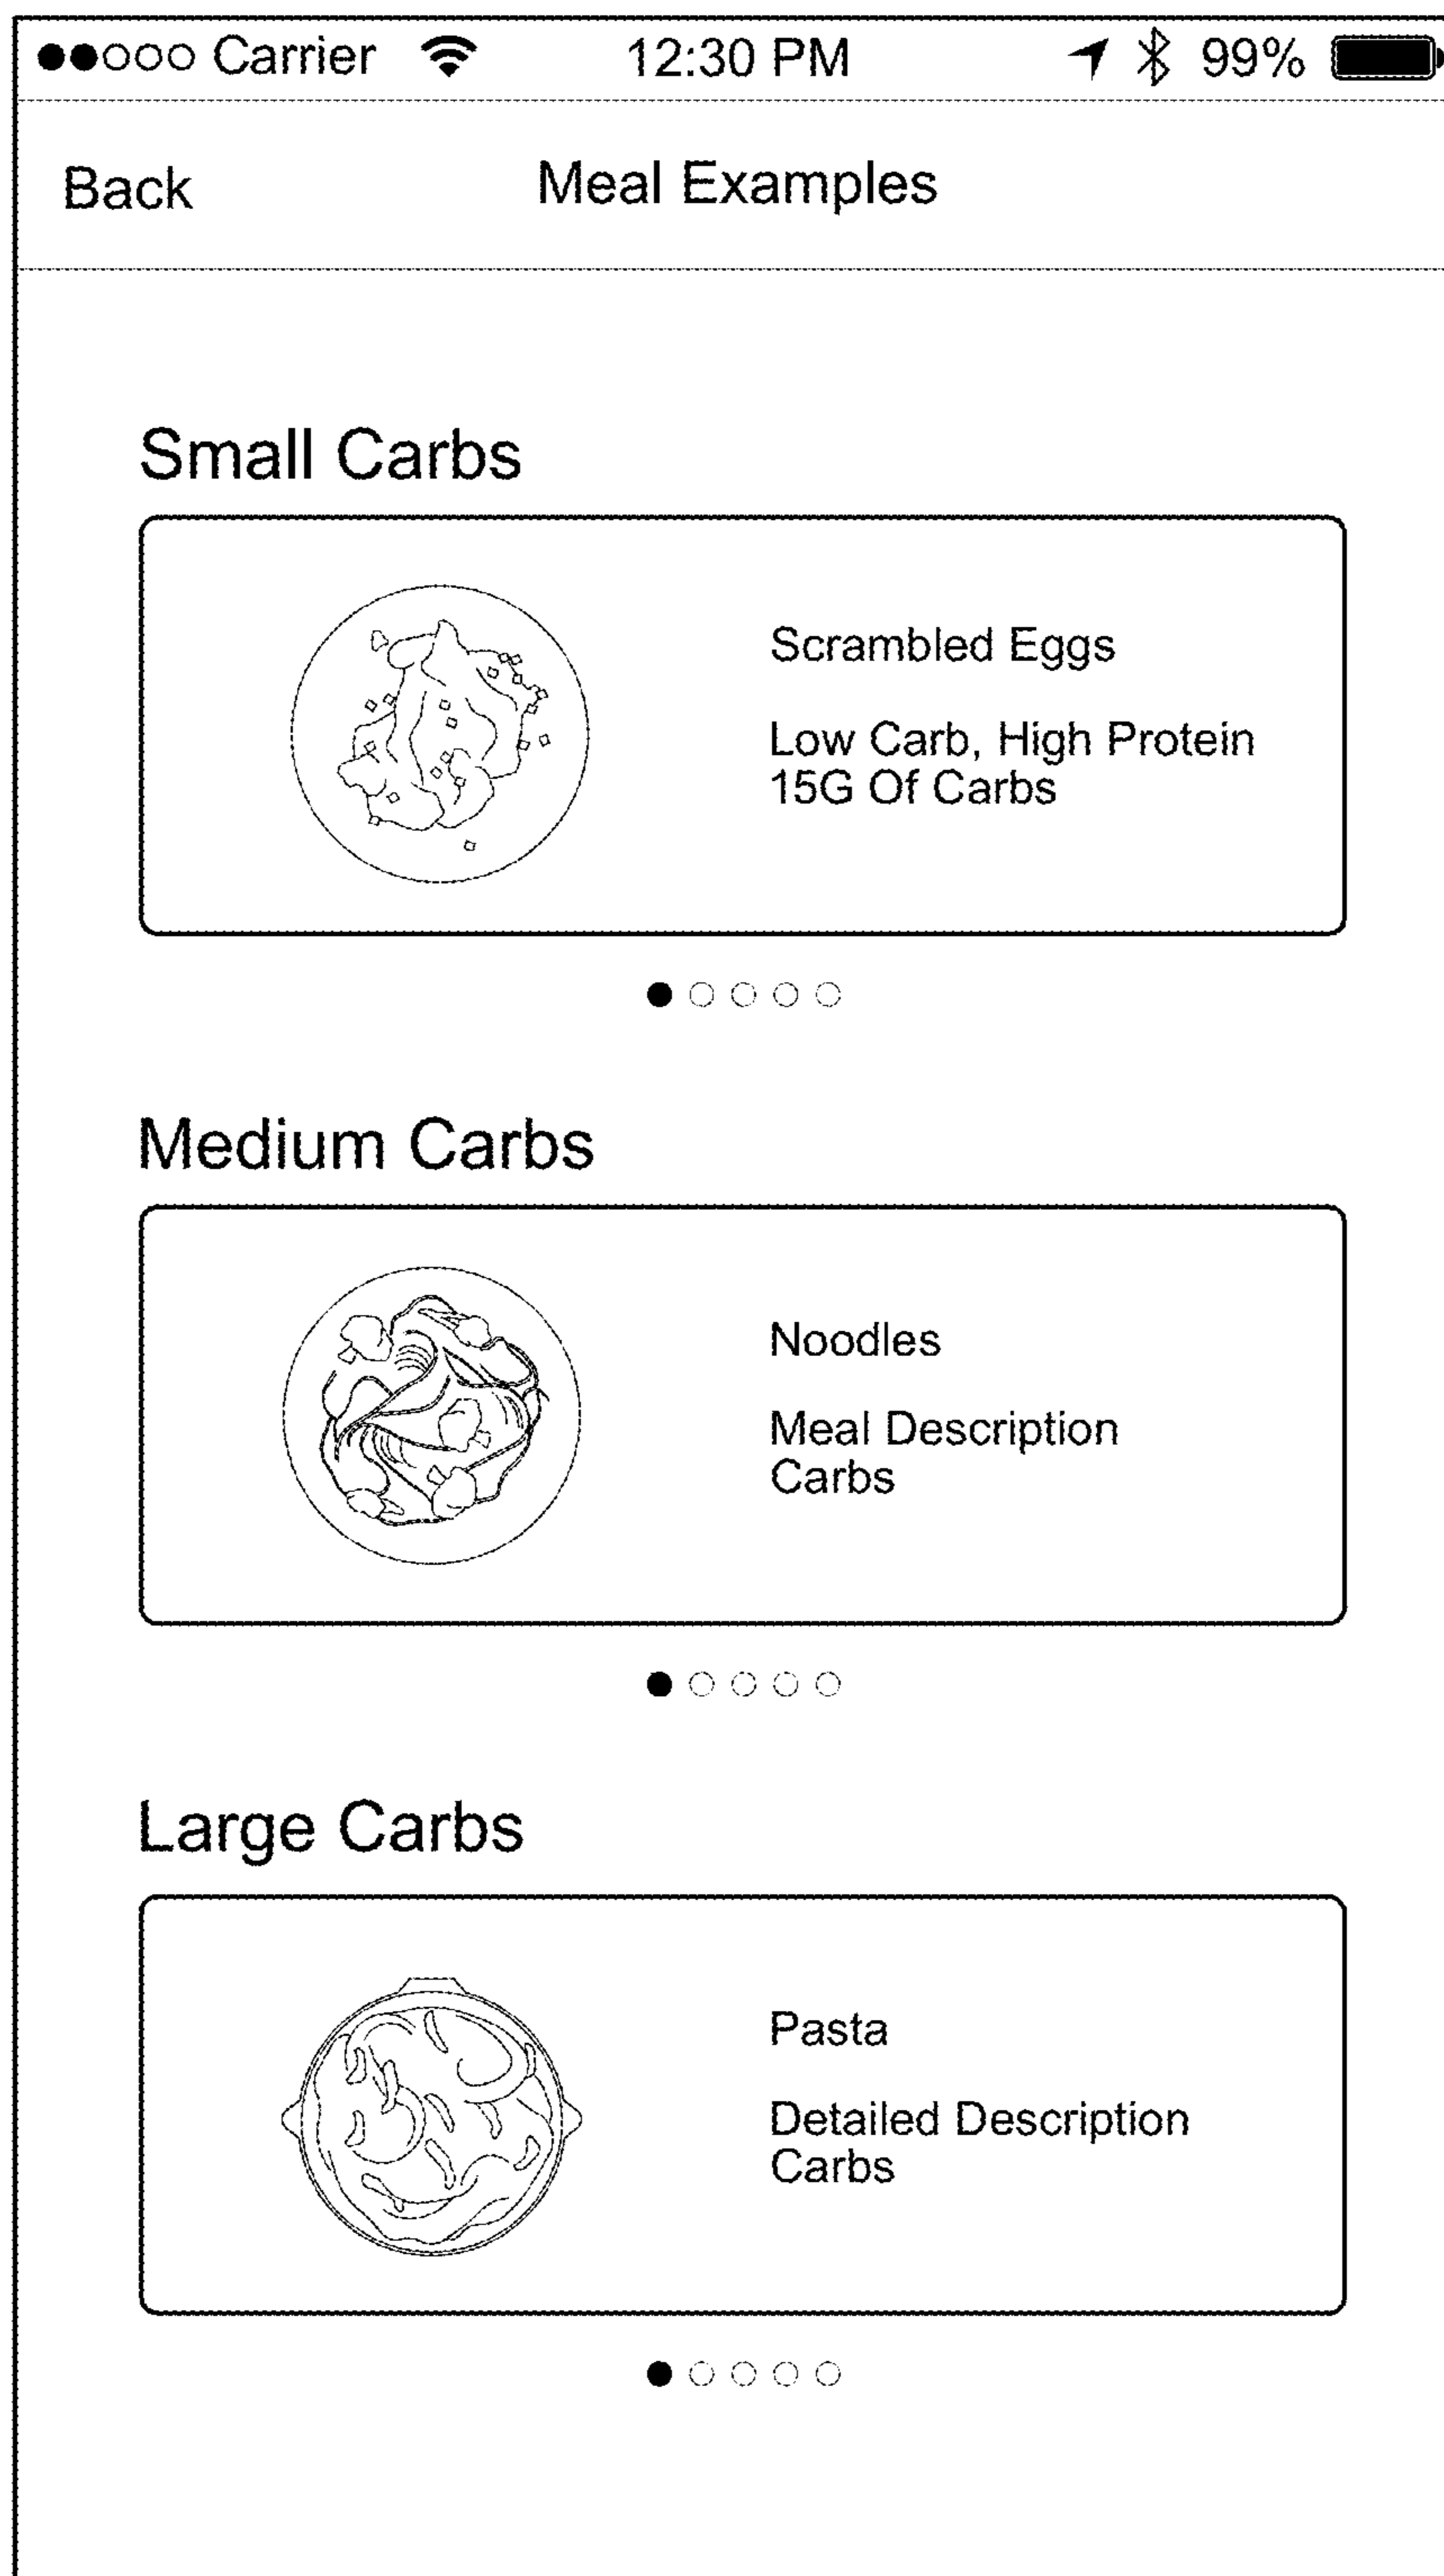 Carrier 12:30 PM 99%
Back Meal Examples
Small Carbs
Scrambled Eggs
Low Carb, High Protein
15G Of Carbs
Medium Carbs
Noodles
Meal Description
Carbs
Large Carbs
Pasta
Detailed Description
Carbs